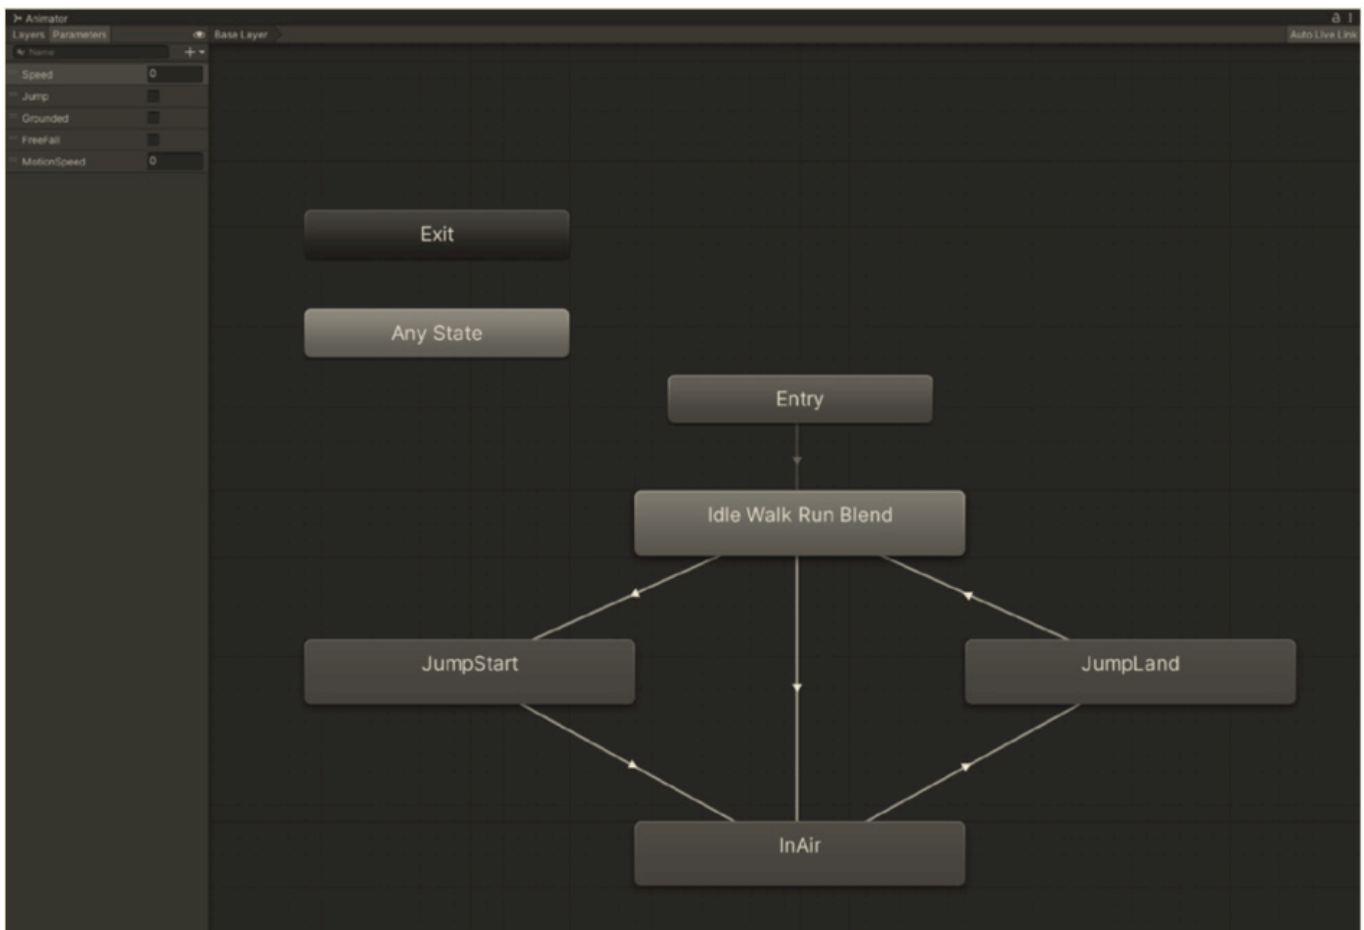 Animator
Layers Parameters Base Layer Auto Live Link
Name
Speed 0
Jump
Grounded
FreeFall
MotionSpeed 0
Exit
Any State
Entry
Idle Walk Run Blend
JumpStart JumpLand
InAir